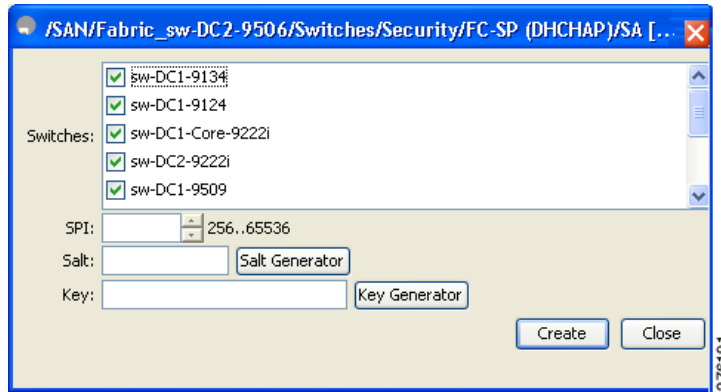 /SAN/Fabric_sw-DC2-9506/Switches/Security/FC-SP (DHCHAP)/SA [...
Switches:
sw-DC1-9134
sw-DC1-9124
sw-DC1-Core-9222i
sw-DC2-9222i
sw-DC1-9509
SPI: 256..65536
Salt: Salt Generator
Key: Key Generator
Create Close